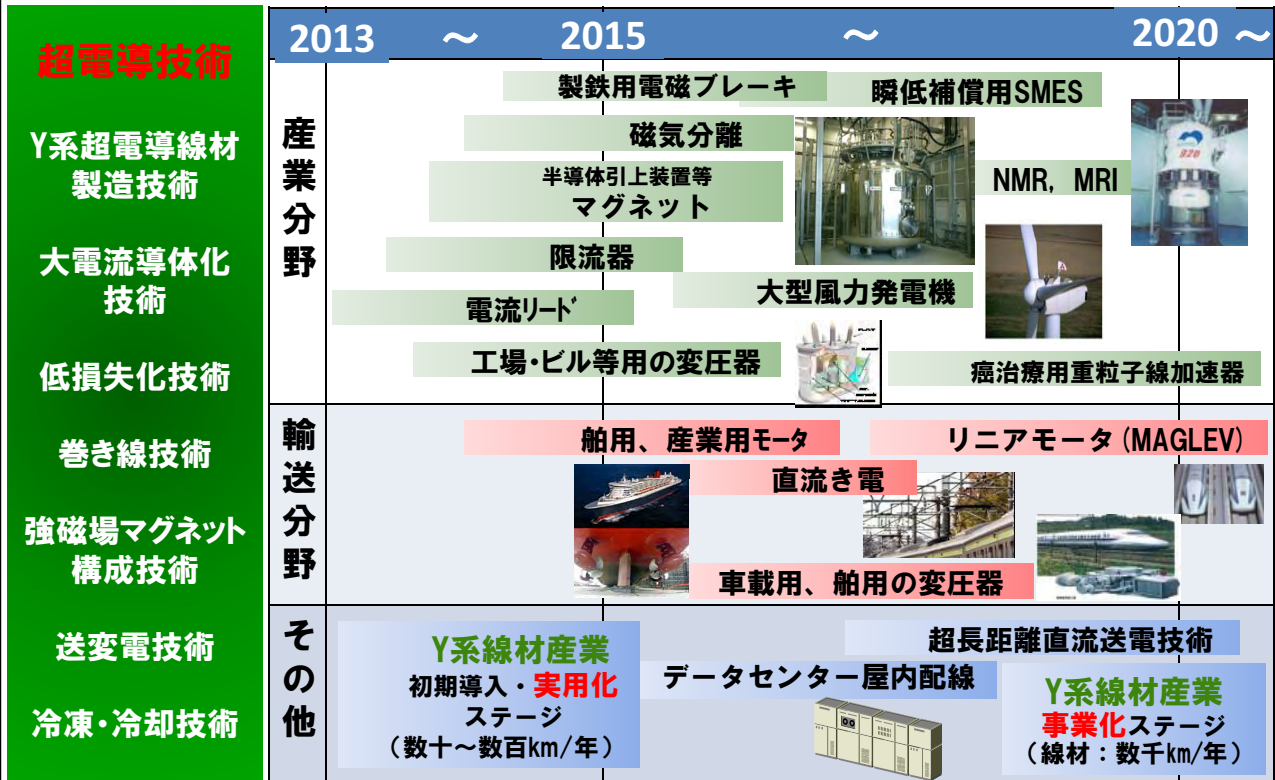 超電導技術
Y系超電導線材
製造技術
大電流導体化
技術
低損失化技術
巻き線技術
強磁場マグネット
構成技術
送変電技術
冷凍・冷却技術
2013 ～ 2015 ～ 2020 ～
産業分野
製鉄用電磁ブレーキ
瞬低補償用SMES
磁気分離
半導体引上装置等
マグネット
NMR, MRI
920
限流器
大型風力発電機
電流リード
工場・ビル等用の変圧器
癌治療用重粒子線加速器
輸送分野
舶用、産業用モータ
リニアモータ(MAGLEV)
直流き電
車載用、舶用の変圧器
その他
Y系線材産業
初期導入・実用化
ステージ
（数十～数百km/年）
超長距離直流送電技術
データセンター屋内配線
Y系線材産業
事業化ステージ
（線材：数千km/年）